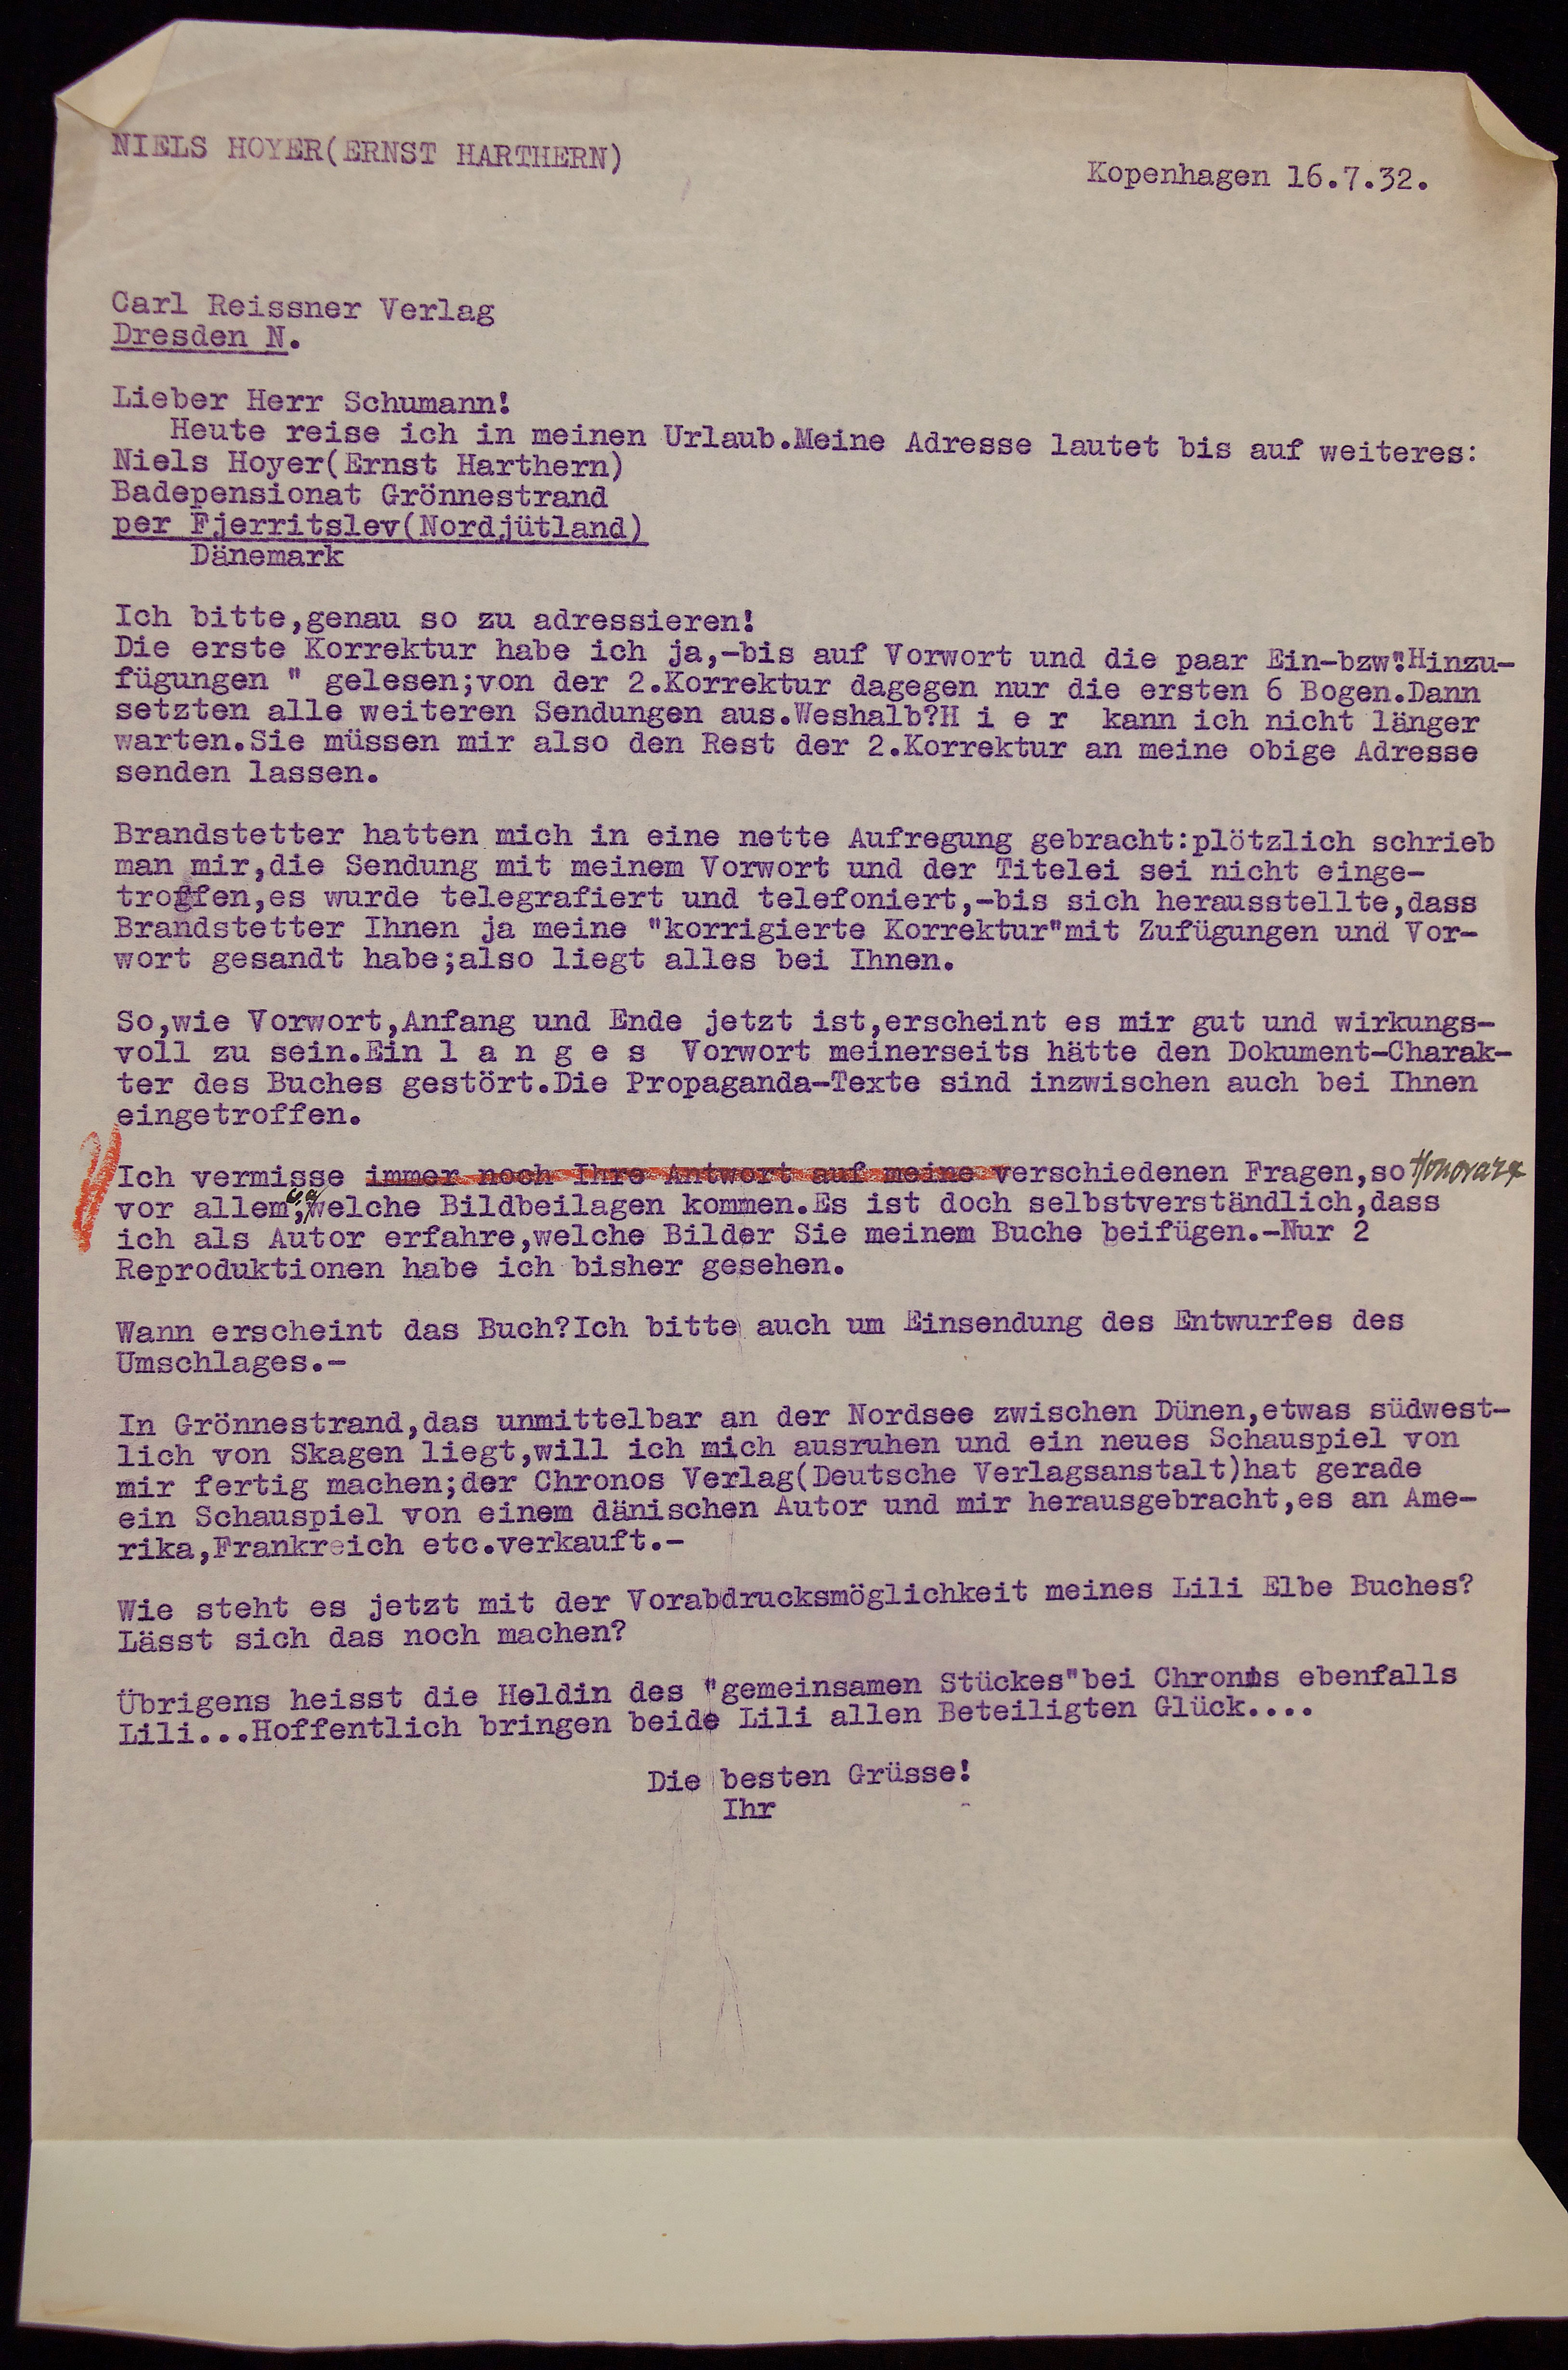 NIELS HOYER(ERNST HARTHERN)
Kopenhagen 16.7.32.
Carl Reissner Verlag
Dresden N.
Lieber Herr Schumann!
Heute reise ich in meinen Urlaub.Meine Adresse lautet bis auf weiteres:
Niels Hoyer(Ernst Harthern)
Badepensionat Grönnestrand
per Fjerritslev(Nordjütland)
Dänemark
Ich bitte,genau so zu adressieren!
Die erste Korrektur habe ich ja,-bis auf Vorwort und die paar Ein-bzw."Hinzu-
fügungen " gelesen;von der 2.Korrektur dagegen nur die ersten 6 Bogen.Dann
setzten alle weiteren Sendungen aus.Weshalb?H i e r kann ich nicht länger
warten.Sie müssen mir also den Rest der 2.Korrektur an meine obige Adresse
senden lassen.
Brandstetter hatten mich in eine nette Aufregung gebracht:plötzlich schrieb
man mir,die Sendung mit meinem Vorwort und der Titelei sei nicht einge-
troffen,es wurde telegrafiert und telefoniert,-bis sich herausstellte,dass
Brandstetter Ihnen ja meine "korrigierte Korrektur"mit Zufügungen und Vor-
wort gesandt habe;also liegt alles bei Ihnen.
So,wie Vorwort,Anfang und Ende jetzt ist,erscheint es mir gut und wirkungs-
voll zu sein.Ein l a n g e s Vorwort meinerseits hätte den Dokument-Charak-
ter des Buches gestört.Die Propaganda-Texte sind inzwischen auch bei Ihnen
eingetroffen.
Ich vermisse immer noch Ihre Antwort auf meine verschiedenen Fragen,so Honorar
vor allem,welche Bildbeilagen kommen.Es ist doch selbstverständlich,dass
ich als Autor erfahre,welche Bilder Sie meinem Buche beifügen.-Nur 2
Reproduktionen habe ich bisher gesehen.
Wann erscheint das Buch?Ich bitte auch um Einsendung des Entwurfes des
Umschlages.-
In Grönnestrand,das unmittelbar an der Nordsee zwischen Dünen,etwas südwest-
lich von Skagen liegt,will ich mich ausruhen und ein neues Schauspiel von
mir fertig machen;der Chronos Verlag(Deutsche Verlagsanstalt)hat gerade
ein Schauspiel von einem dänischen Autor und mir herausgebracht,es an Ame-
rika,Frankreich etc.verkauft.-
Wie steht es jetzt mit der Vorabdrucksmöglichkeit meines Lili Elbe Buches?
Lässt sich das noch machen?
Übrigens heisst die Heldin des "gemeinsamen Stückes"bei Chronos ebenfalls
Lili...Hoffentlich bringen beide Lili allen Beteiligten Glück....
Die besten Grüsse!
Ihr